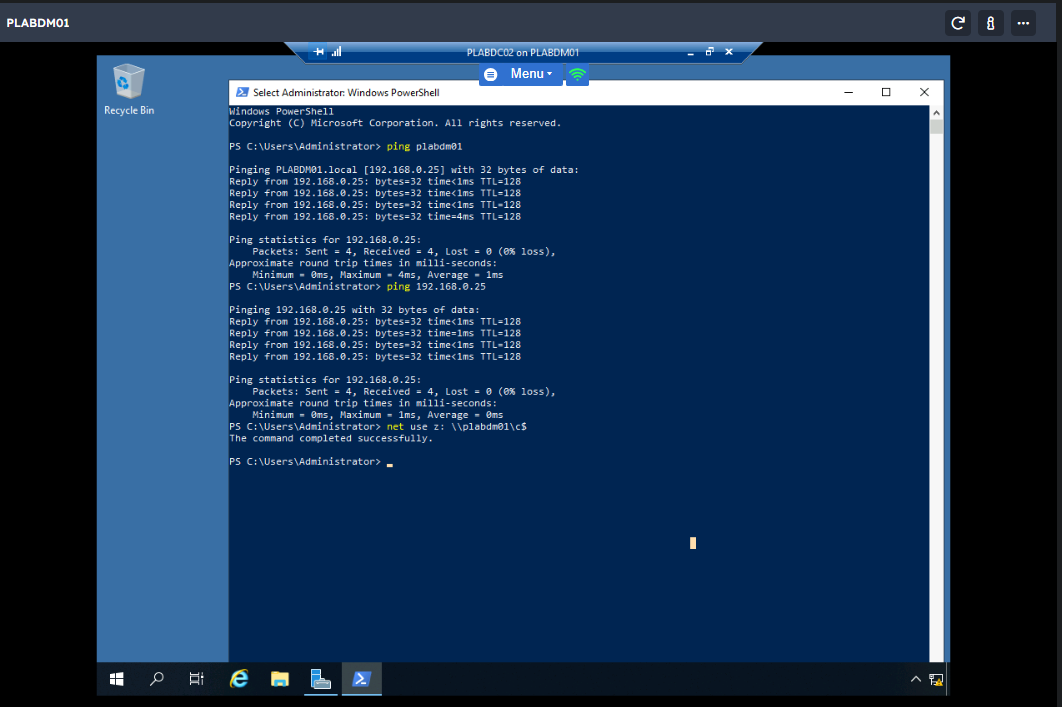 PLABDM01
PLABDC02 on PLABDM01
Menu
Recycle Bin
Select Administrator: Windows PowerShell
Windows PowerShell
Copyright (C) Microsoft Corporation. All rights reserved.
PS C:\Users\Administrator> ping plabdm01
Pinging PLABDM01.local [192.168.0.25] with 32 bytes of data:
Reply from 192.168.0.25: bytes=32 time<1ms TTL=128
Reply from 192.168.0.25: bytes=32 time<1ms TTL=128
Reply from 192.168.0.25: bytes=32 time<1ms TTL=128
Reply from 192.168.0.25: bytes=32 time=4ms TTL=128
Ping statistics for 192.168.0.25:
    Packets: Sent = 4, Received = 4, Lost = 0 (0% loss),
Approximate round trip times in milli-seconds:
    Minimum = 0ms, Maximum = 4ms, Average = 1ms
PS C:\Users\Administrator> ping 192.168.0.25
Pinging 192.168.0.25 with 32 bytes of data:
Reply from 192.168.0.25: bytes=32 time<1ms TTL=128
Reply from 192.168.0.25: bytes=32 time=1ms TTL=128
Reply from 192.168.0.25: bytes=32 time<1ms TTL=128
Reply from 192.168.0.25: bytes=32 time<1ms TTL=128
Ping statistics for 192.168.0.25:
    Packets: Sent = 4, Received = 4, Lost = 0 (0% loss),
Approximate round trip times in milli-seconds:
    Minimum = 0ms, Maximum = 1ms, Average = 0ms
PS C:\Users\Administrator> net use z: \\plabdm01\c$
The command completed successfully.
PS C:\Users\Administrator>